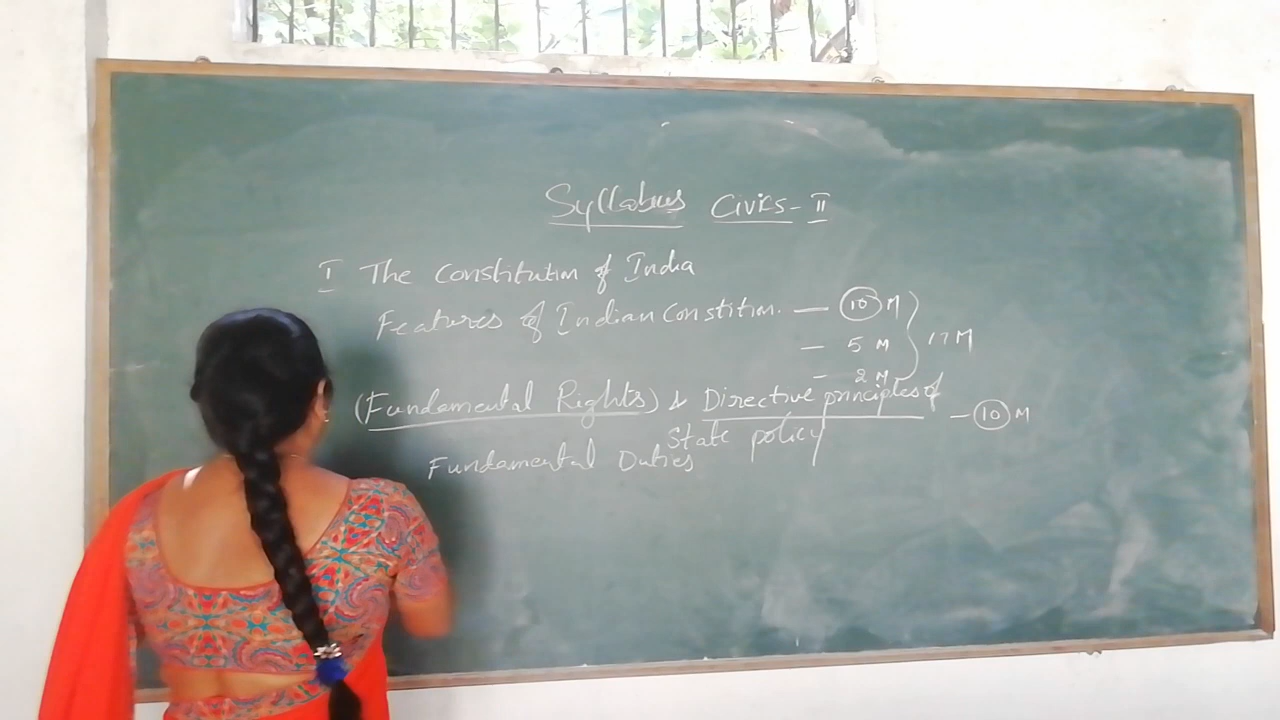 Syllabus Civics - II
I The Constitution of India
Features of Indian Constition. — 10 M
— 5 M } 17 M
— 2 M
(Fundamental Rights) & Directive principles of
State policy — 10 M
Fundamental Duties